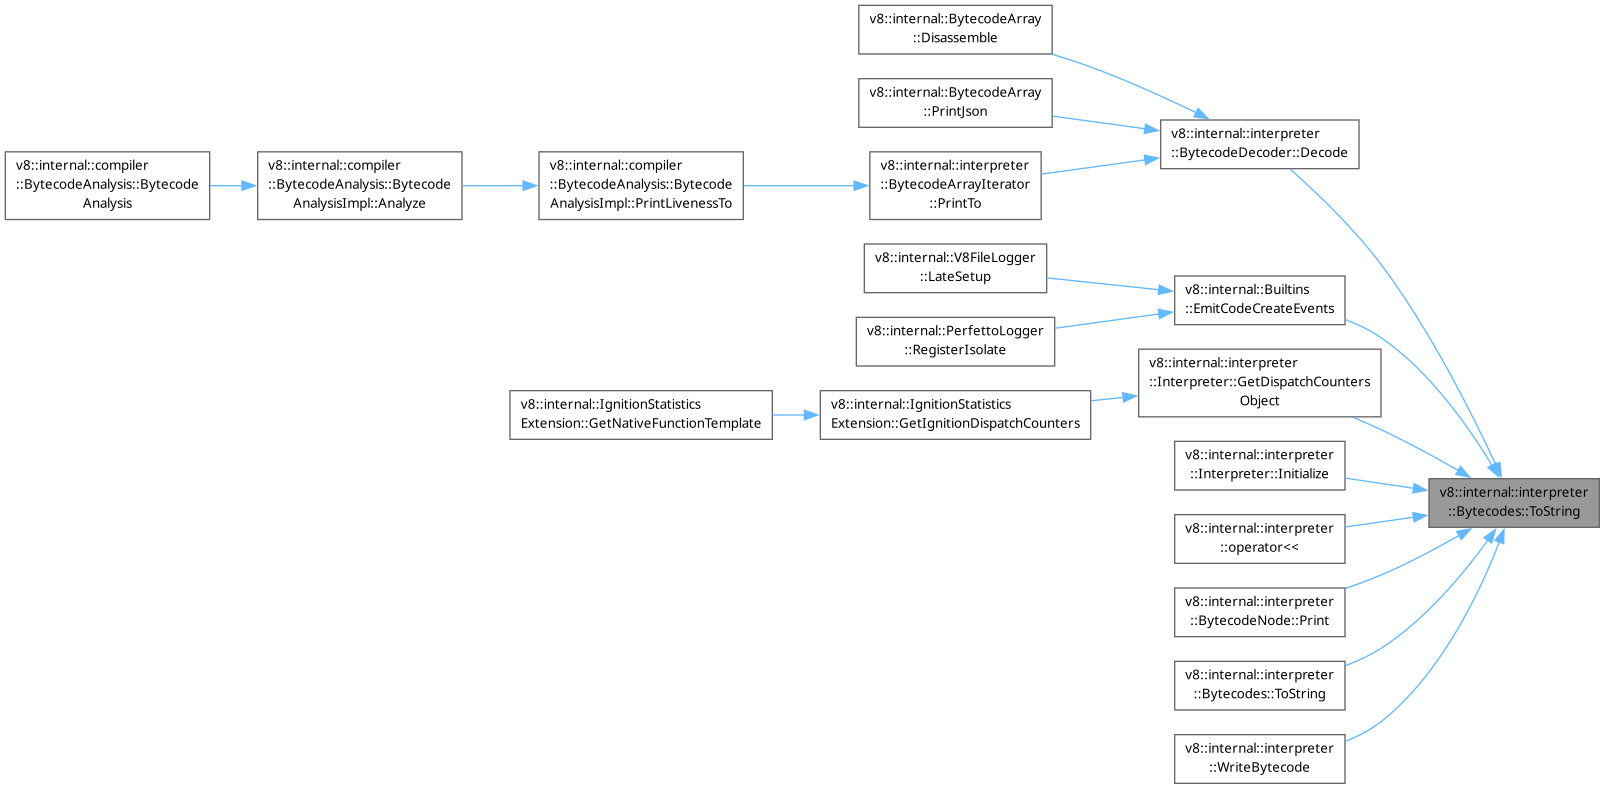 v8::internal::BytecodeArray
::Disassemble
v8::internal::BytecodeArray
::PrintJson
v8::internal::interpreter
::BytecodeDecoder::Decode
v8::internal::compiler
::BytecodeAnalysis::Bytecode
Analysis
v8::internal::compiler
::BytecodeAnalysis::Bytecode
AnalysisImpl::Analyze
v8::internal::compiler
::BytecodeAnalysis::Bytecode
AnalysisImpl::PrintLivenessTo
v8::internal::interpreter
::BytecodeArrayIterator
::PrintTo
v8::internal::V8FileLogger
::LateSetup
v8::internal::Builtins
::EmitCodeCreateEvents
v8::internal::PerfettoLogger
::RegisterIsolate
v8::internal::interpreter
::Interpreter::GetDispatchCounters
Object
v8::internal::IgnitionStatistics
Extension::GetNativeFunctionTemplate
v8::internal::IgnitionStatistics
Extension::GetIgnitionDispatchCounters
v8::internal::interpreter
::Interpreter::Initialize
v8::internal::interpreter
::Bytecodes::ToString
v8::internal::interpreter
::operator<<
v8::internal::interpreter
::BytecodeNode::Print
v8::internal::interpreter
::Bytecodes::ToString
v8::internal::interpreter
::WriteBytecode